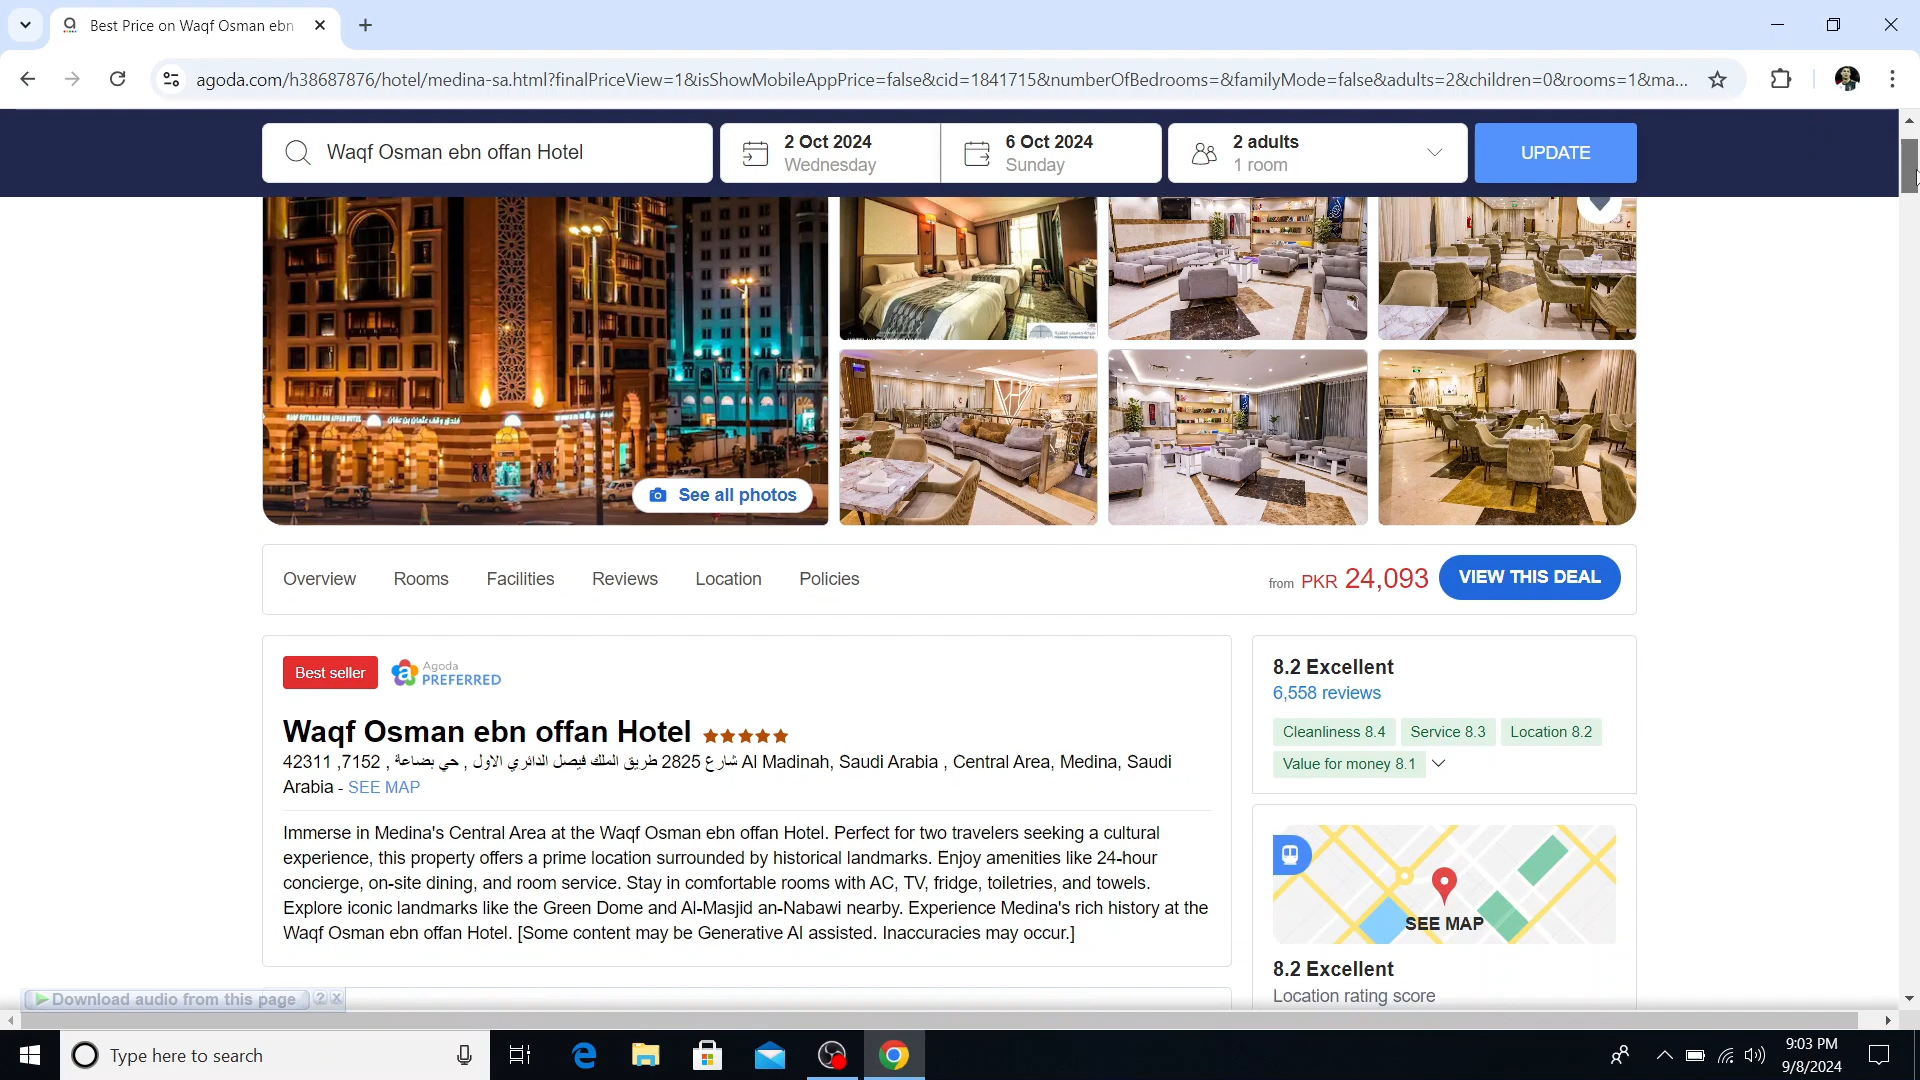 Best Price on Waqf Osman ebn
agoda.com/h38687876/hotel/medina-sa.html?finalPriceView=1&isShowMobileAppPrice=false&cid=1841715&numberOfBedrooms=&familyMode=false&adults=2&children=0&rooms=1&ma...
Waqf Osman ebn offan Hotel
2 Oct 2024
Wednesday
6 Oct 2024
Sunday
2 adults
1 room
UPDATE
See all photos
Overview Rooms Facilities Reviews Location Policies
from PKR 24,093 VIEW THIS DEAL
Best seller
Agoda
PREFERRED
Waqf Osman ebn offan Hotel
شارع 2825 طريق الملك فيصل الدائري الاول , حي بضاعة , 7152, 42311 Al Madinah, Saudi Arabia , Central Area, Medina, Saudi
Arabia - SEE MAP
Immerse in Medina's Central Area at the Waqf Osman ebn offan Hotel. Perfect for two travelers seeking a cultural
experience, this property offers a prime location surrounded by historical landmarks. Enjoy amenities like 24-hour
concierge, on-site dining, and room service. Stay in comfortable rooms with AC, TV, fridge, toiletries, and towels.
Explore iconic landmarks like the Green Dome and Al-Masjid an-Nabawi nearby. Experience Medina's rich history at the
Waqf Osman ebn offan Hotel. [Some content may be Generative AI assisted. Inaccuracies may occur.]
8.2 Excellent
6,558 reviews
Cleanliness 8.4 Service 8.3 Location 8.2
Value for money 8.1
SEE MAP
8.2 Excellent
Location rating score
Download audio from this page ? X
Type here to search
9:03 PM
9/8/2024